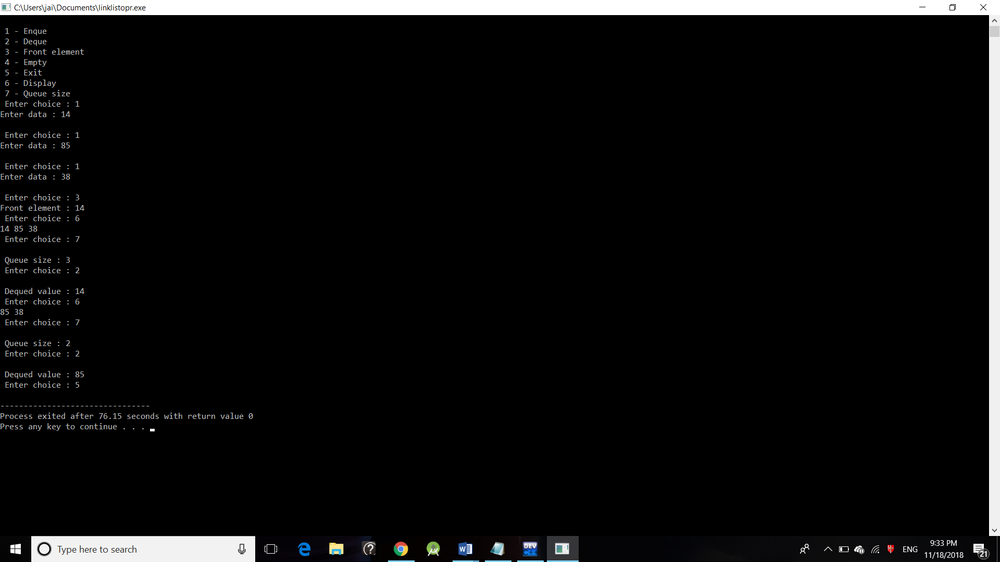 C:\Users\jai\Documents\linklistopr.exe
1 - Enque
2 - Deque
3 - Front element
4 - Empty
5 - Exit
6 - Display
7 - Queue size
Enter choice : 1
Enter data : 14
Enter choice : 1
Enter data : 85
Enter choice : 1
Enter data : 38
Enter choice : 3
Front element : 14
Enter choice : 6
14 85 38
Enter choice : 7
Queue size : 3
Enter choice : 2
Dequed value : 14
Enter choice : 6
85 38
Enter choice : 7
Queue size : 2
Enter choice : 2
Dequed value : 85
Enter choice : 5
--------------------------------
Process exited after 76.15 seconds with return value 0
Press any key to continue . . .
Type here to search
W
DEV
C++
ENG
9:33 PM
11/18/2018
21